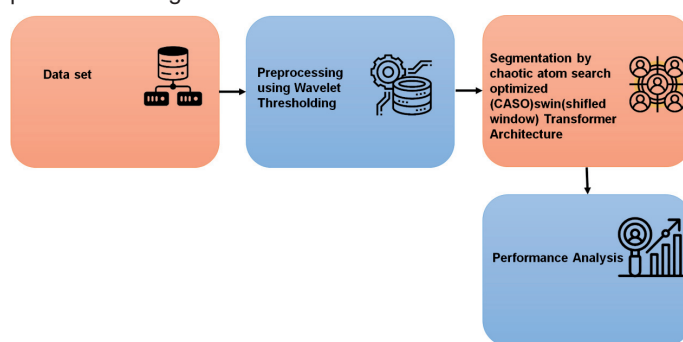 Data set
Preprocessing
using Wavelet
Thresholding
Segmentation by
chaotic atom search
optimized
(CASO)swin(shifled
window) Transformer
Architecture
Performance Analysis